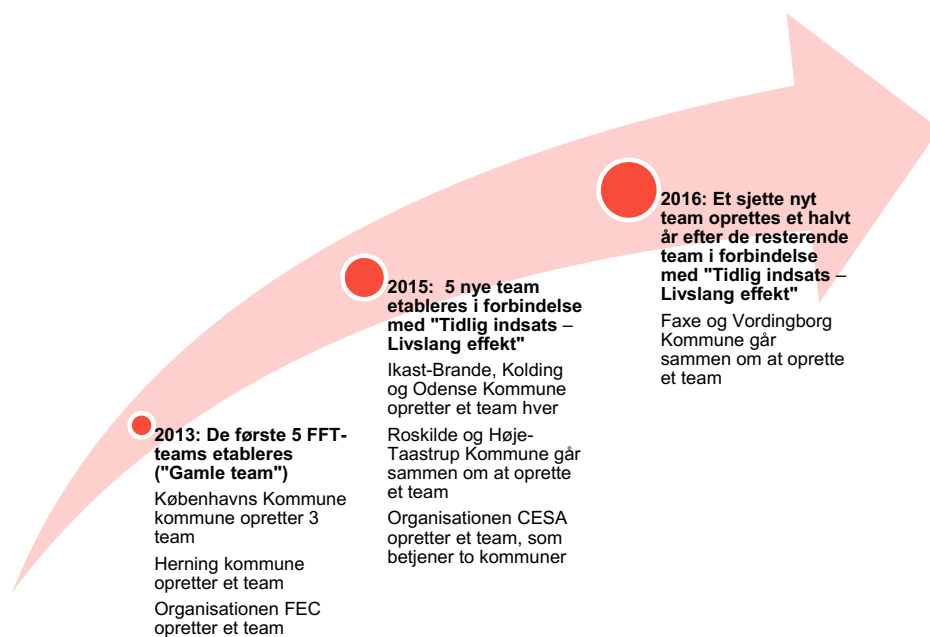 2013: De første 5 FFT-
teams etableres
("Gamle team")
Københavns Kommune
kommune opretter 3
team
Herning kommune
opretter et team
Organisationen FEC
opretter et team
2015:  5 nye team
etableres i forbindelse
med "Tidlig indsats –
Livslang effekt"
Ikast-Brande, Kolding
og Odense Kommune
opretter et team hver
Roskilde og Høje-
Taastrup Kommune går
sammen om at oprette
et team
Organisationen CESA
opretter et team, som
betjener to kommuner
2016: Et sjette nyt
team oprettes et halvt
år efter de resterende
team i forbindelse
med "Tidlig indsats –
Livslang effekt"
Faxe og Vordingborg
Kommune går
sammen om at oprette
et team